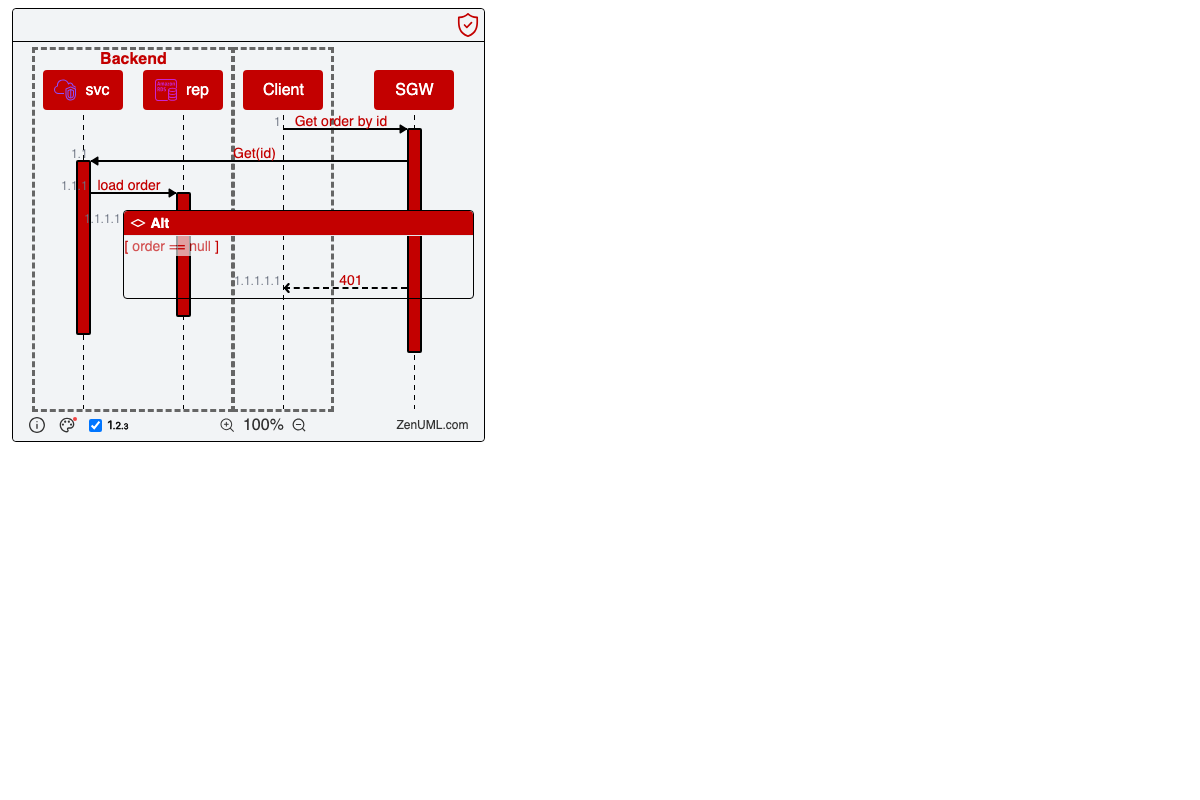 Backend
svc
rep
Client
SGW
1
Get order by id
1.1
Get(id)
1.1.1
load order
1.1.1.1
Alt
[ order == null ]
1.1.1.1.1
401
1.2.3
100%
ZenUML.com